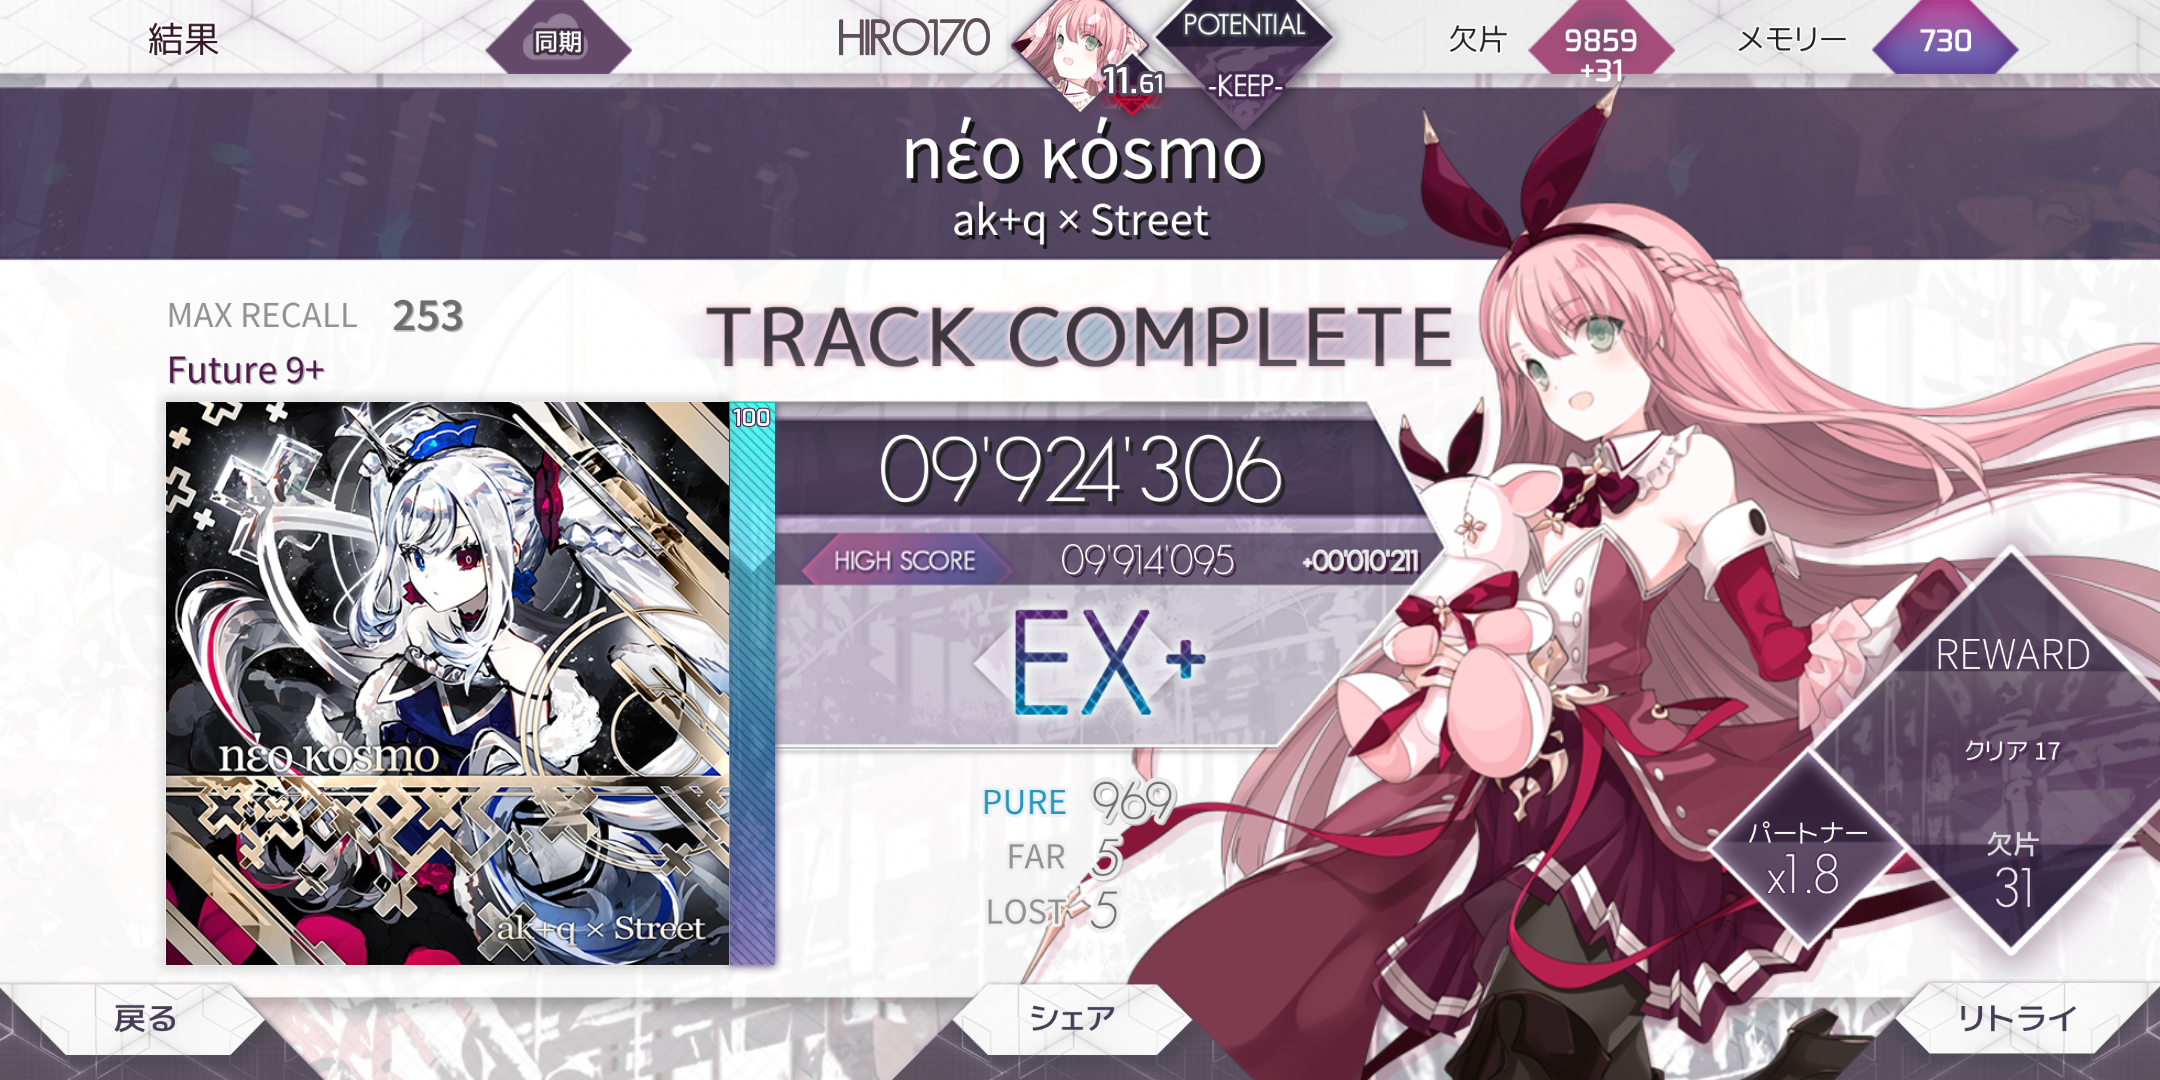 結果
同期
HIRO170
11.61
POTENTIAL
-KEEP-
欠片
9859
+31
メモリー
730
nέo κósmo
ak+q × Street
MAX RECALL 253
Future 9+
TRACK COMPLETE
100
09'924'306
HIGH SCORE 09'914'095 +00'010'211
EX+
nέo κósmo
ak+q × Street
PURE 969
FAR 5
LOST 5
REWARD
クリア 17
パートナー
x1.8
欠片
31
戻る
シェア
リトライ